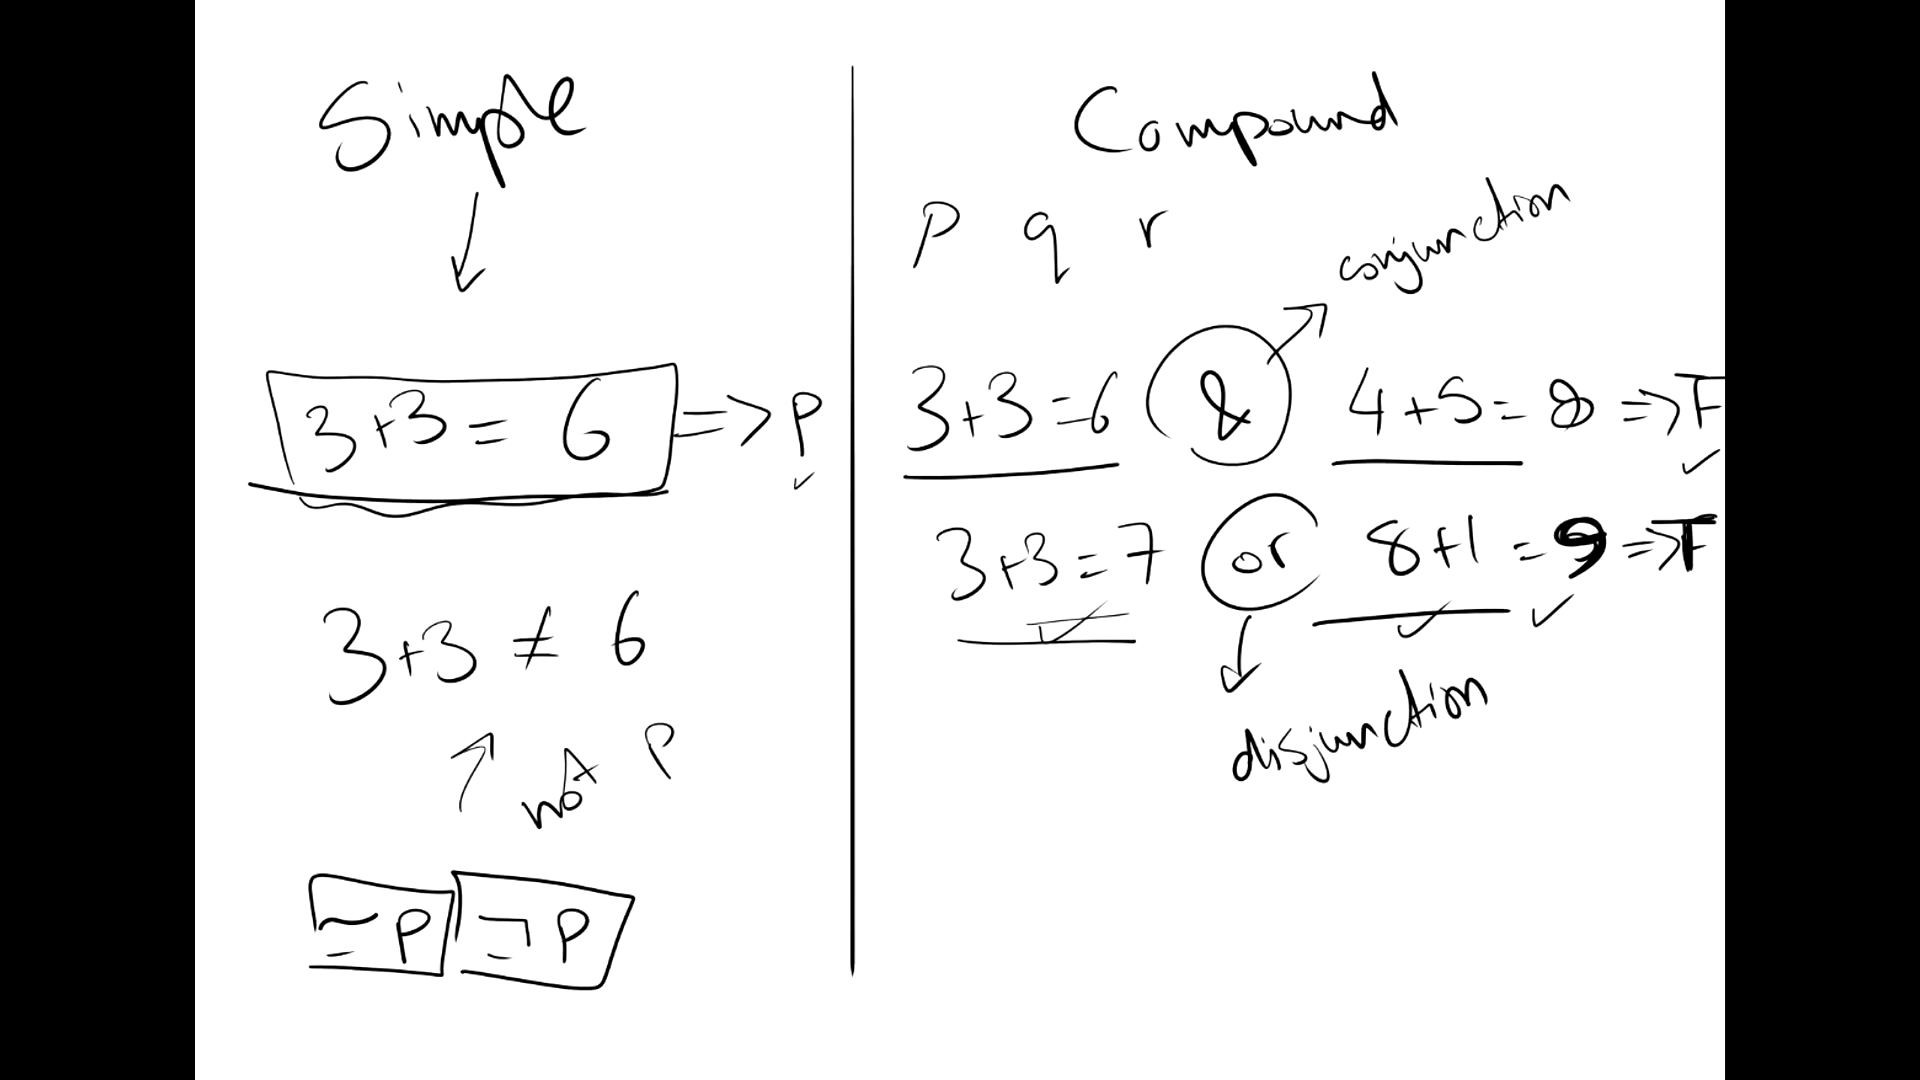 Simple
3+3= 6 => P
3+3 ≠ 6
not P
~P ¬P
Compound
P q r
conjunction
3+3=6 & 4+5=8 => F
3+3=7 or 8+1=9 =>
disjunction